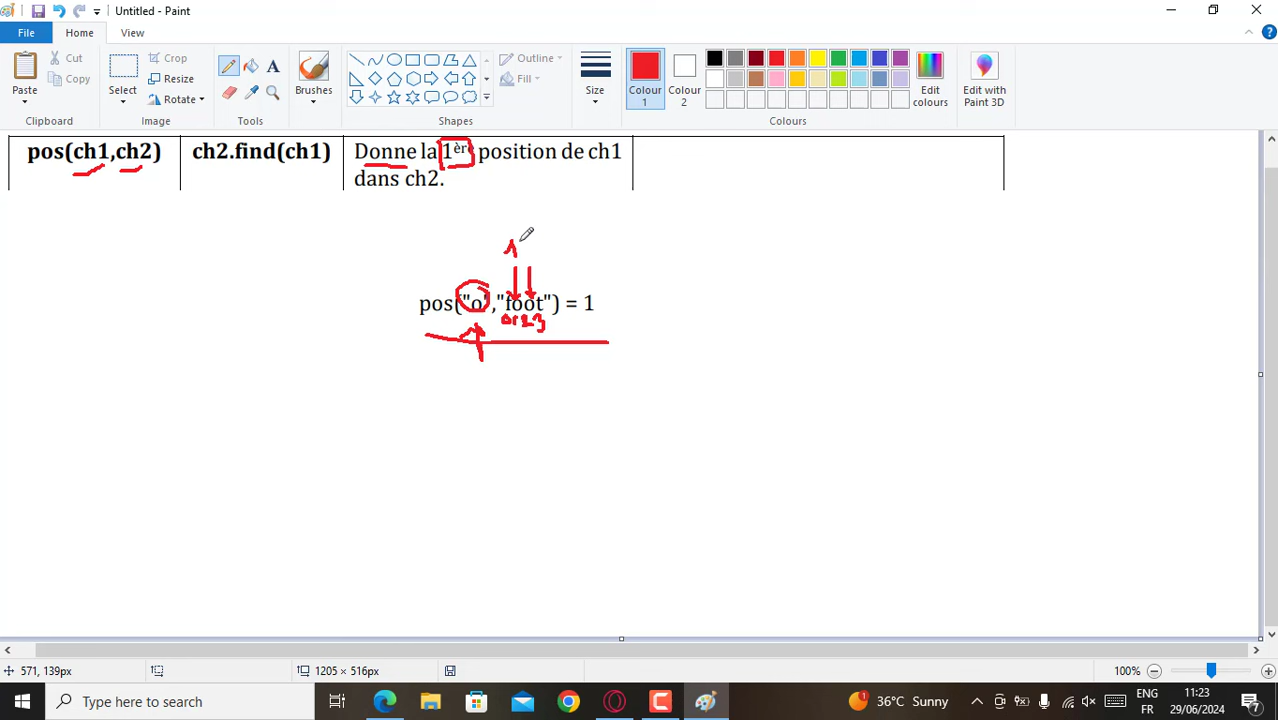 Untitled - Paint
File Home View
Paste
Cut
Copy
Clipboard
Select
Crop
Resize
Rotate
Image
A
Tools
Brushes
Shapes
Outline
Fill
Size
Colour 1
Colour 2
Edit colours
Edit with Paint 3D
Colours
pos(ch1,ch2)
ch2.find(ch1)
Donne la 1ère position de ch1
dans ch2.
1
pos("o","foot") = 1
0123
571, 139px
1205 × 516px
100%
Type here to search
1
36°C Sunny
ENG
FR
11:23
29/06/2024
7